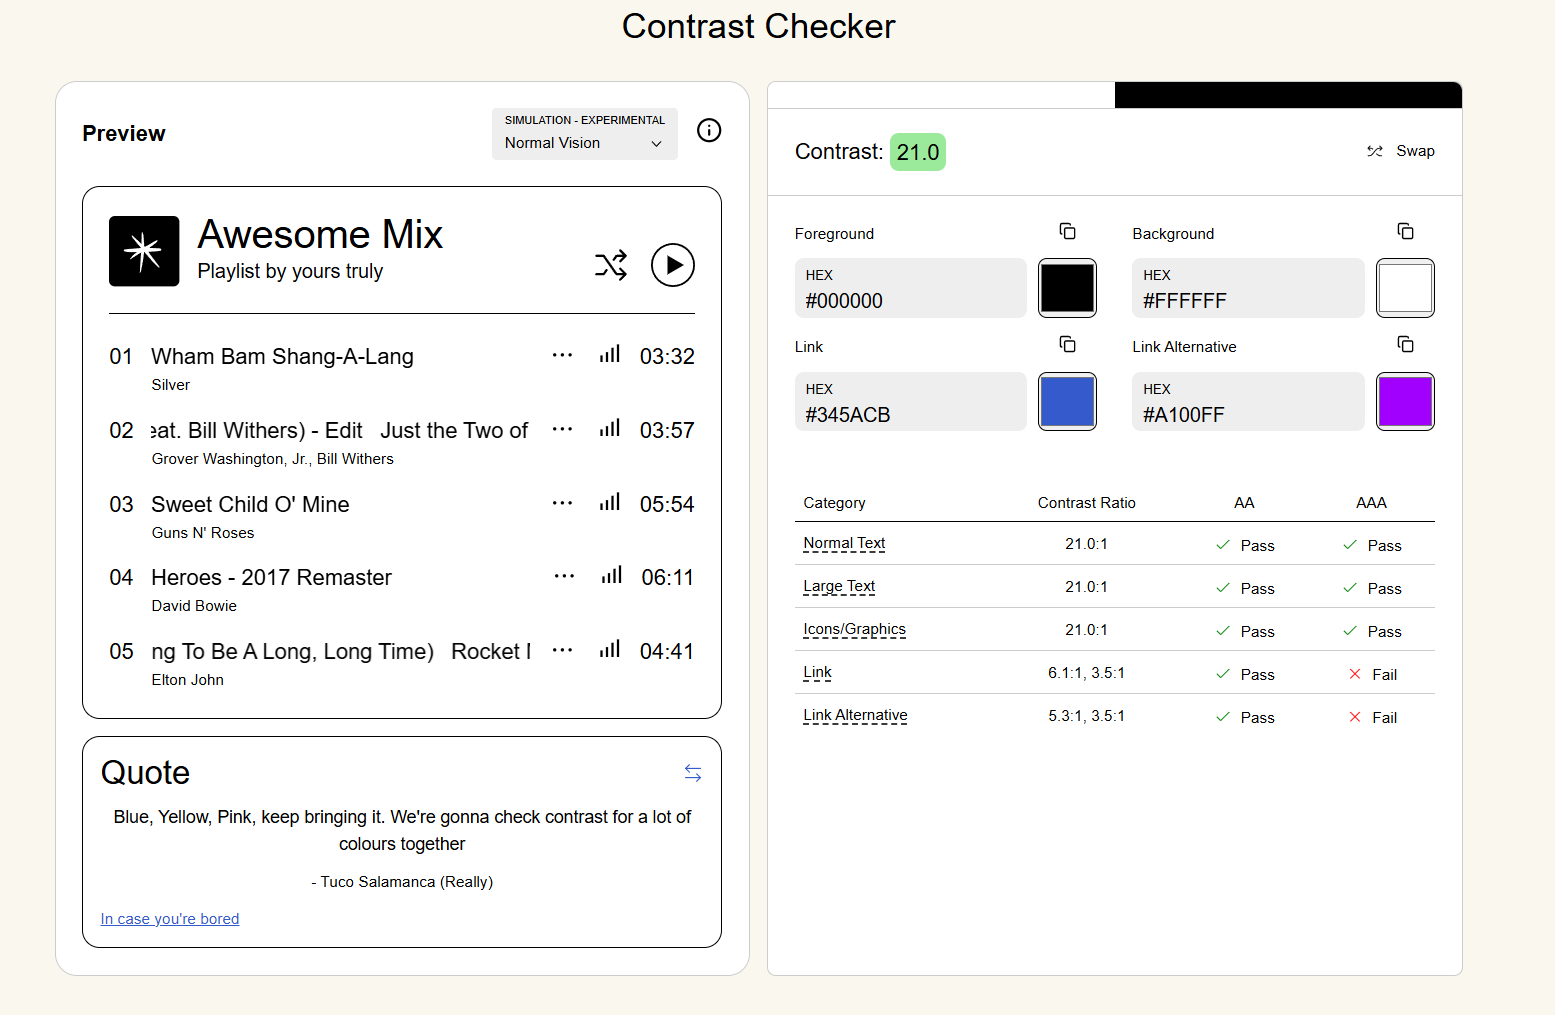 Contrast Checker
Preview
SIMULATION - EXPERIMENTAL
Normal Vision
Awesome Mix
Playlist by yours truly
01 Wham Bam Shang-A-Lang 03:32
Silver
02 eat. Bill Withers) - Edit Just the Two of 03:57
Grover Washington, Jr., Bill Withers
03 Sweet Child O' Mine 05:54
Guns N' Roses
04 Heroes - 2017 Remaster 06:11
David Bowie
05 ng To Be A Long, Long Time) Rocket 04:41
Elton John
Quote
Blue, Yellow, Pink, keep bringing it. We're gonna check contrast for a lot of
colours together
- Tuco Salamanca (Really)
In case you're bored
Contrast: 21.0
Swap
Foreground
HEX
#000000
Background
HEX
#FFFFFF
Link
HEX
#345ACB
Link Alternative
HEX
#A100FF
Category Contrast Ratio AA AAA
Normal Text 21.0:1 Pass Pass
Large Text 21.0:1 Pass Pass
Icons/Graphics 21.0:1 Pass Pass
Link 6.1:1, 3.5:1 Pass Fail
Link Alternative 5.3:1, 3.5:1 Pass Fail